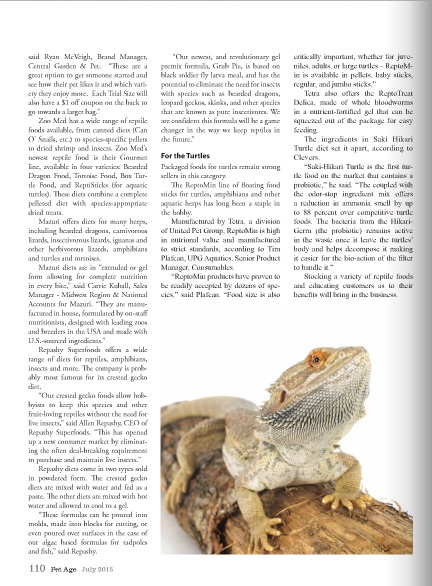 said Ryan McVeigh, Brand Manager,
Central Garden & Pet. "These are a
great option to get someone started and
see how their pet likes it and which vari-
ety they enjoy more. Each Trial Size will
also have a $1 off coupon on the back to
go towards a larger bag."
Zoo Med has a wide range of reptile
foods available, from canned diets (Can
O' Snails, etc.) to species-specific pellets
to dried shrimp and insects. Zoo Med's
newest reptile food is their Gourmet
line, available in four varieties: Bearded
Dragon Food, Tortoise Food, Box Tur-
tle Food, and ReptiSticks (for aquatic
turtles). These diets combine a complete
pelleted diet with species-appropriate
dried treats.
Mazuri offers diets for many herps,
including bearded dragons, carnivorous
lizards, insectivorous lizards, iguanas and
other herbivorous lizards, amphibians
and turtles and tortoises.
Mazuri diets are in "extruded or gel
form allowing for complete nutrition
in every bite," said Carrie Kuball, Sales
Manager - Midwest Region & National
Accounts for Mazuri. "They are manu-
factured in house, formulated by on-staff
nutritionists, designed with leading zoos
and breeders in the USA and made with
U.S.-sourced ingredients."
Repashy Superfoods offers a wide
range of diets for reptiles, amphibians,
insects and more. The company is prob-
ably most famous for its crested gecko
diet.
"Our crested gecko foods allow hob-
byists to keep this species and other
fruit-loving reptiles without the need for
live insects," said Allen Repashy, CEO of
Repashy Superfoods. "This has opened
up a new consumer market by eliminat-
ing the often deal-breaking requirement
to purchase and maintain live insects."
Repashy diets come in two types sold
in powdered form. The crested gecko
diets are mixed with water and fed as a
paste. The other diets are mixed with hot
water and allowed to cool to a gel.
"These formulas can be poured into
molds, made into blocks for cutting, or
even poured over surfaces in the case of
our algae based formulas for tadpoles
and fish," said Repashy.
"Our newest, and revolutionary gel
premix formula, Grub Pie, is based on
black soldier fly larva meal, and has the
potential to eliminate the need for insects
with species such as bearded dragons,
leopard geckos, skinks, and other species
that are known as pure insectivores. We
are confident this formula will be a game
changer in the way we keep reptiles in
the future."
For the Turtles
Packaged foods for turtles remain strong
sellers in this category.
The ReptoMin line of floating food
sticks for turtles, amphibians and other
aquatic herps has long been a staple in
the hobby.
Manufactured by Tetra, a division
of United Pet Group, ReptoMin is high
in nutritional value and manufactured
to strict standards, according to Tim
Plafcan, UPG Aquatics, Senior Product
Manager, Consumables.
"ReptoMin products have proven to
be readily accepted by dozens of spe-
cies," said Plafcan. "Food size is also
critically important, whether for juve-
niles, adults, or large turtles – ReptoM-
in is available in pellets, baby sticks,
regular, and jumbo sticks."
Tetra also offers the ReptoTreat
Delica, made of whole bloodworms
in a nutrient-fortified gel that can be
squeezed out of the package for easy
feeding.
The ingredients in Saki Hikari
Turtle diet set it apart, according to
Clevers.
"Saki-Hikari Turtle is the first tur-
tle food on the market that contains a
probiotic," he said. "The coupled with
the odor-stop ingredient mix offers
a reduction in ammonia smell by up
to 88 percent over competitive turtle
foods. The bacteria from the Hikari-
Germ (the probiotic) remains active
in the waste once it leave the turtles'
body and helps decompose it making
it easier for the bio-action of the filter
to handle it."
Stocking a variety of reptile foods
and educating customers as to their
benefits will bring in the business.
110 Pet Age July 2015